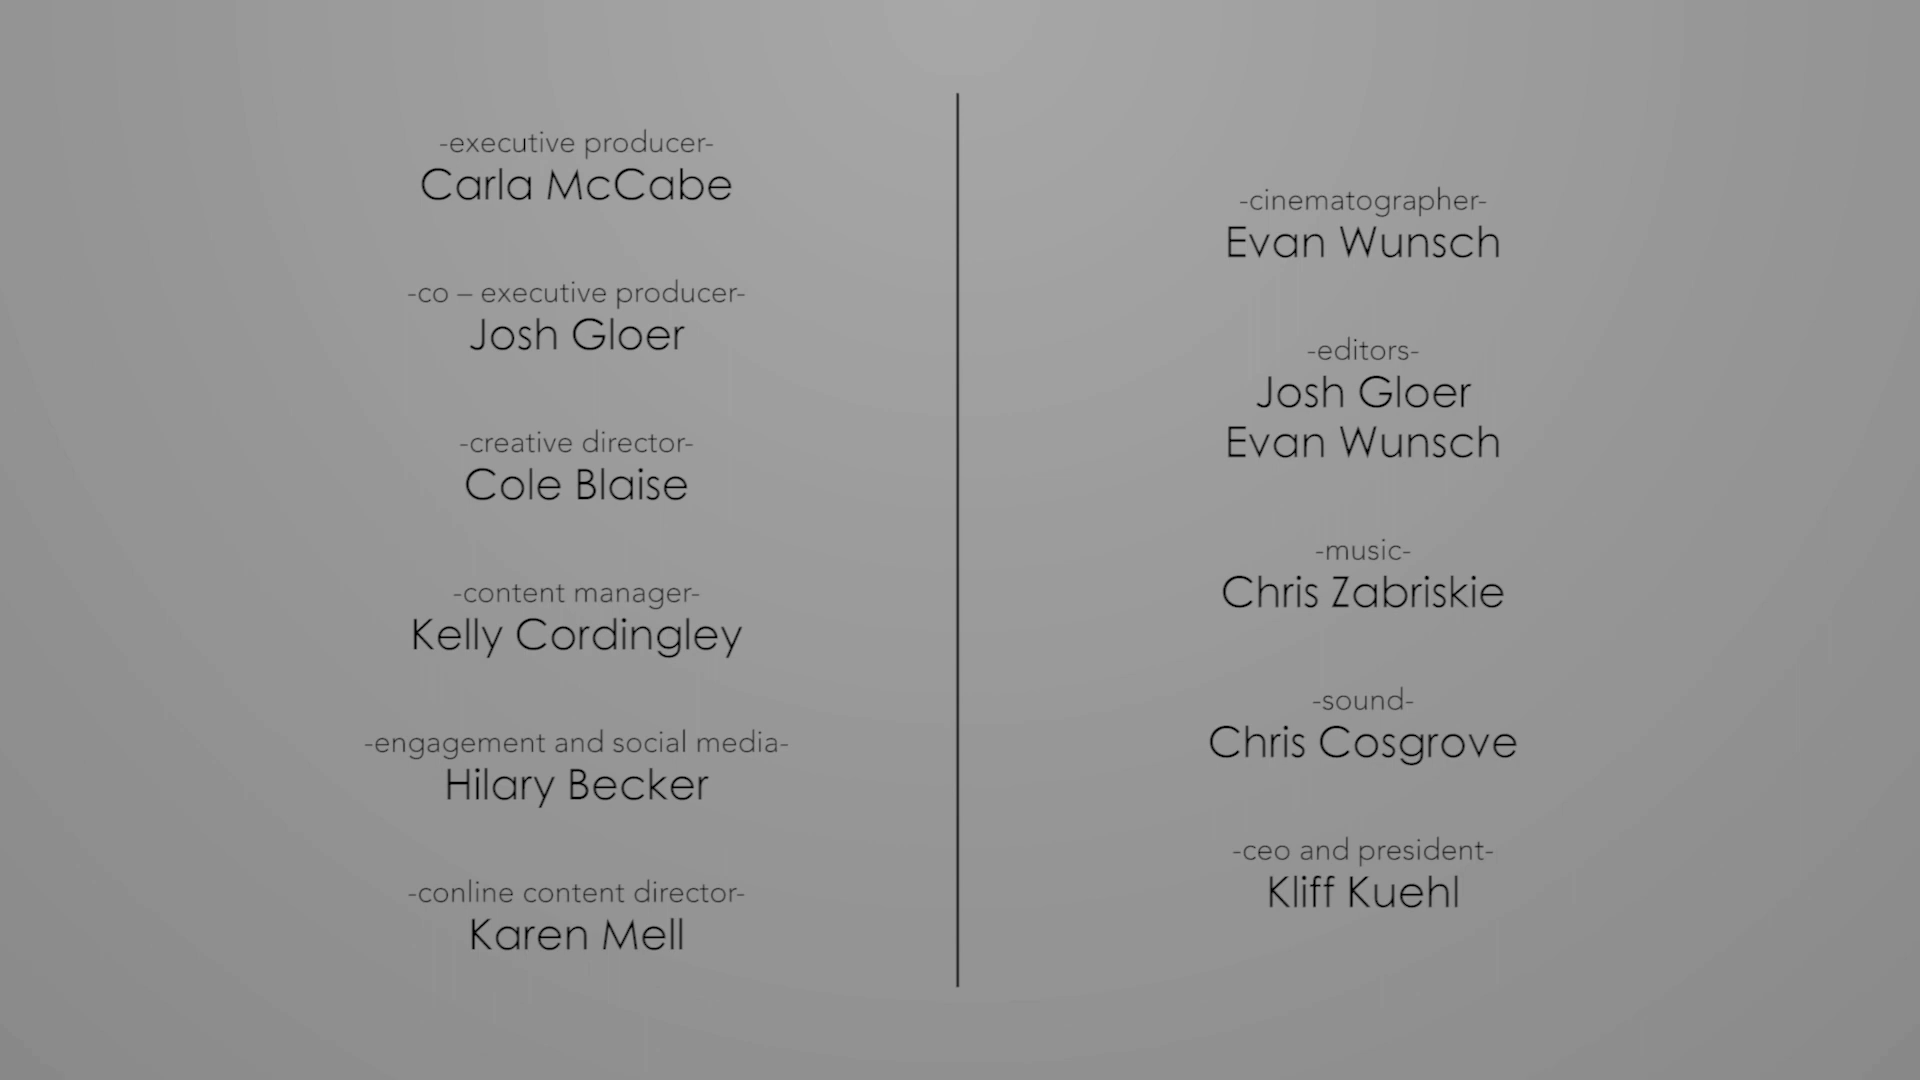 -executive producer-
Carla McCabe
-co – executive producer-
Josh Gloer
-creative director-
Cole Blaise
-content manager-
Kelly Cordingley
-engagement and social media-
Hilary Becker
-conline content director-
Karen Mell
-cinematographer-
Evan Wunsch
-editors-
Josh Gloer
Evan Wunsch
-music-
Chris Zabriskie
-sound-
Chris Cosgrove
-ceo and president-
Kliff Kuehl